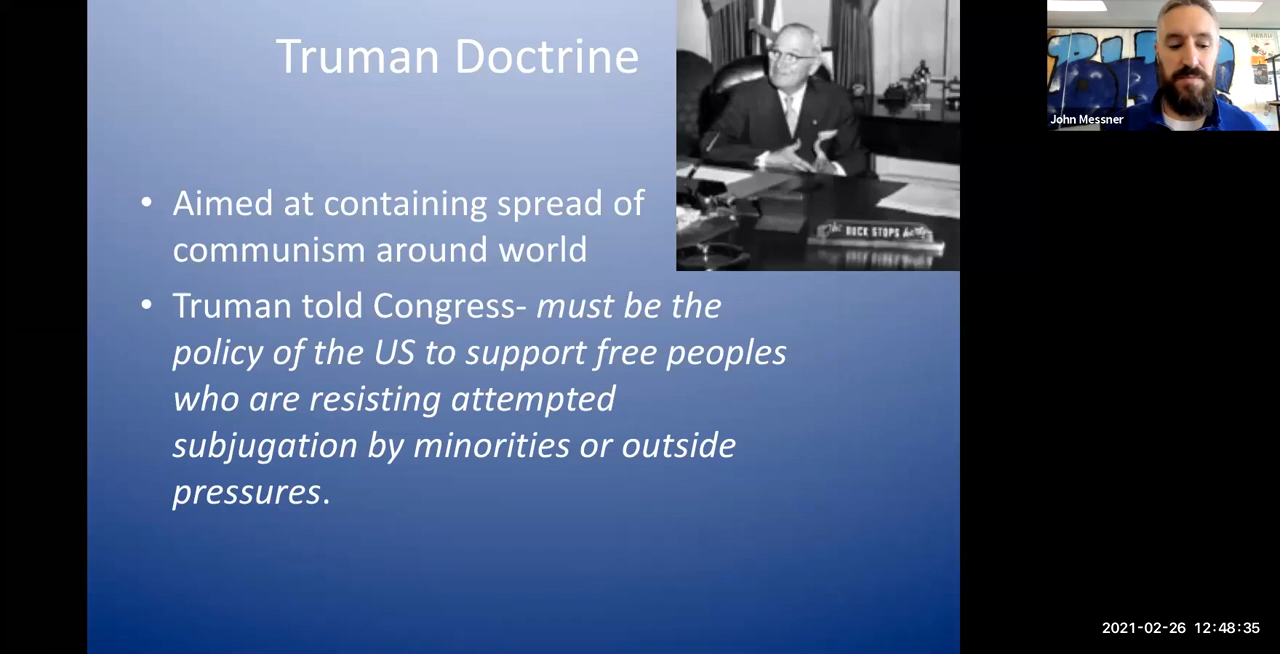 Truman Doctrine
• Aimed at containing spread of
communism around world
• Truman told Congress- must be the
policy of the US to support free peoples
who are resisting attempted
subjugation by minorities or outside
pressures.
BUCK STOPS
John Messner
2021-02-26 12:48:35